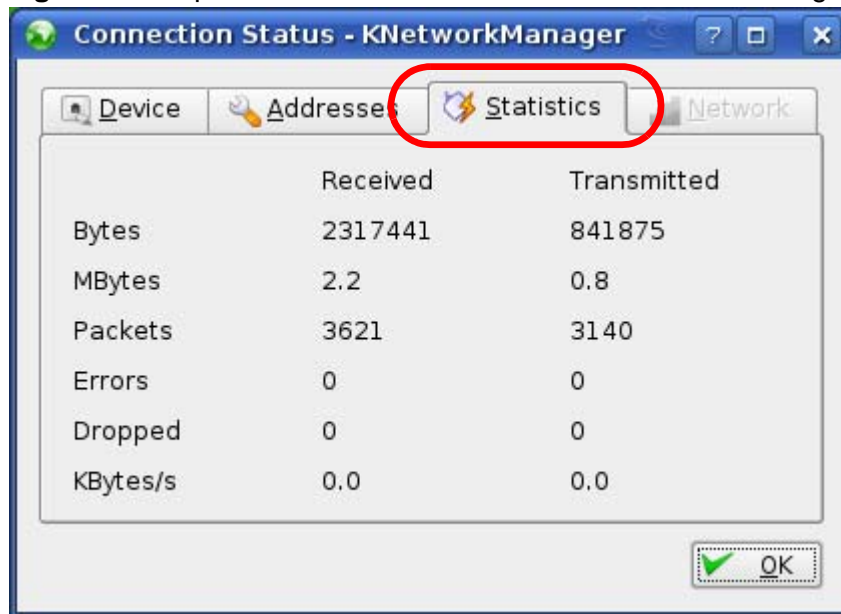 Connection Status - KNetworkManager
Device Addresses Statistics Network
Received Transmitted
Bytes 2317441 841875
MBytes 2.2 0.8
Packets 3621 3140
Errors 0 0
Dropped 0 0
KBytes/s 0.0 0.0
OK